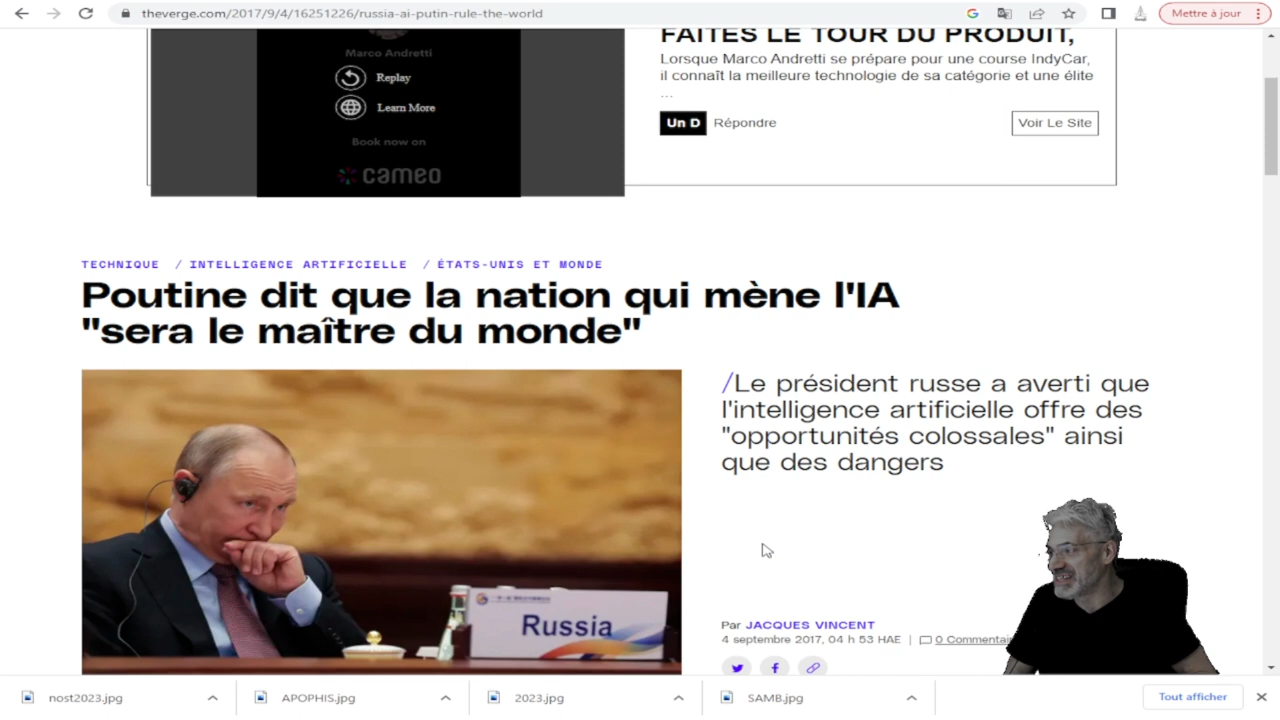 theverge.com/2017/9/4/16251226/russia-ai-putin-rule-the-world
Mettre à jour
Marco Andretti
Replay
Learn More
Book now on
cameo
FAITES LE TOUR DU PRODUIT,
Lorsque Marco Andretti se prépare pour une course IndyCar,
il connaît la meilleure technologie de sa catégorie et une élite
...
Un D Répondre
Voir Le Site
TECHNIQUE / INTELLIGENCE ARTIFICIELLE / ÉTATS-UNIS ET MONDE
Poutine dit que la nation qui mène l'IA
"sera le maître du monde"
/Le président russe a averti que
l'intelligence artificielle offre des
"opportunités colossales" ainsi
que des dangers
Russia
Par JACQUES VINCENT
4 septembre 2017, 04 h 53 HAE | 0 Commentai
nost2023.jpg
APOPHIS.jpg
2023.jpg
SAMB.jpg
Tout afficher